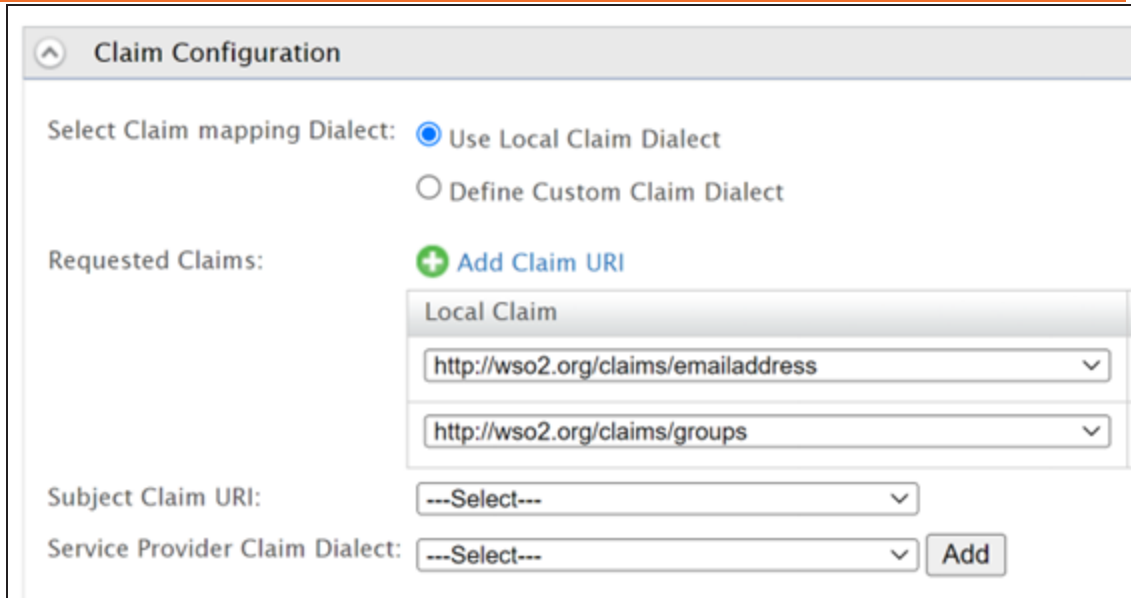 Claim Configuration
Select Claim mapping Dialect:
Use Local Claim Dialect
Define Custom Claim Dialect
Requested Claims:
Add Claim URI
Local Claim
http://wso2.org/claims/emailaddress
http://wso2.org/claims/groups
Subject Claim URI:
---Select---
Service Provider Claim Dialect:
---Select---
Add